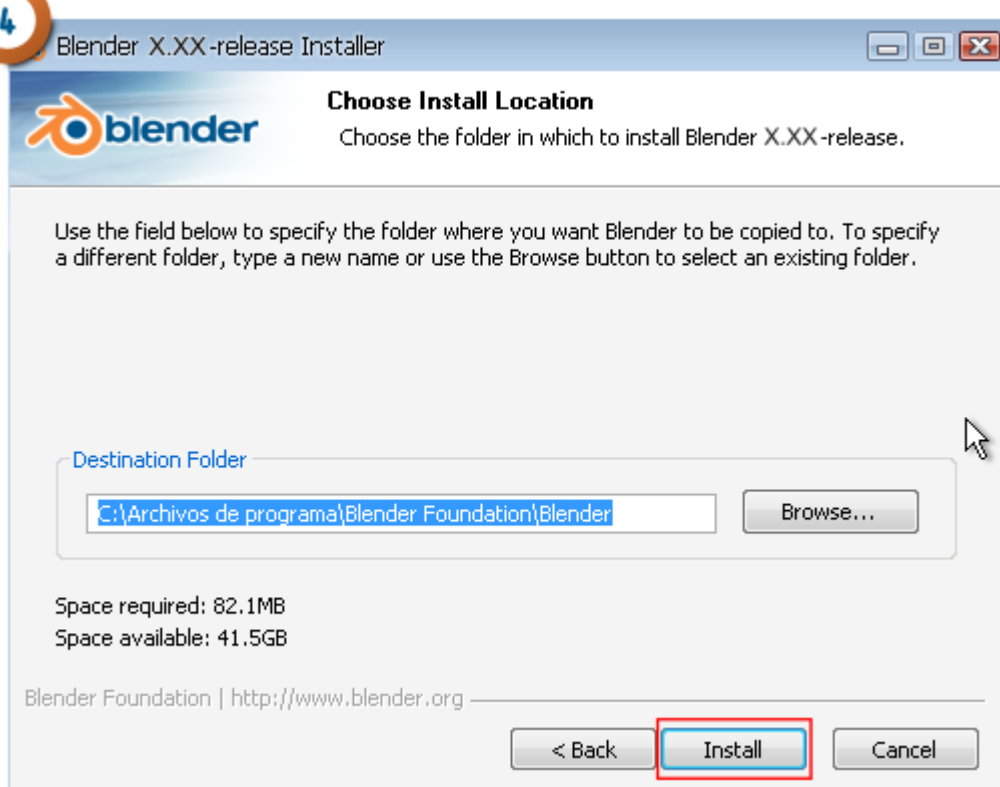 4
Blender X.XX-release Installer
blender
Choose Install Location
Choose the folder in which to install Blender X.XX-release.
Use the field below to specify the folder where you want Blender to be copied to. To specify
a different folder, type a new name or use the Browse button to select an existing folder.
Destination Folder
C:\Archivos de programa\Blender Foundation\Blender
Browse...
Space required: 82.1MB
Space available: 41.5GB
Blender Foundation | http://www.blender.org
< Back Install Cancel